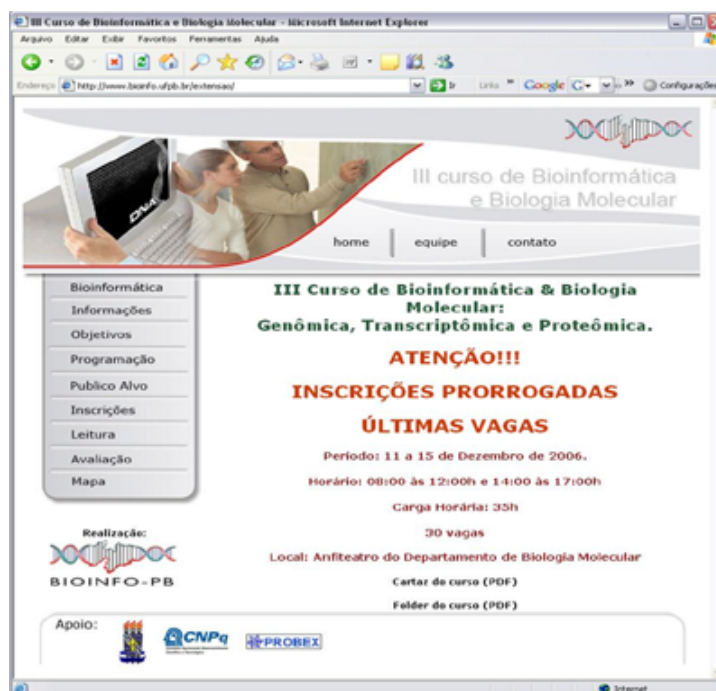 III Curso de Bioinformática e Biologia Molecular - Microsoft Internet Explorer
Arquivo Editar Exibir Favoritos Ferramentas Ajuda
Endereço http://www.bioinfo.ufpb.br/extensao/ Ir Links » Google G+ » Configurações
DNA
III curso de Bioinformática
e Biologia Molecular
home equipe contato
Bioinformática
Informações
Objetivos
Programação
Publico Alvo
Inscrições
Leitura
Avaliação
Mapa
III Curso de Bioinformática & Biologia
Molecular:
Genômica, Transcriptômica e Proteômica.
ATENÇÃO!!!
INSCRIÇÕES PRORROGADAS
ÚLTIMAS VAGAS
Período: 11 a 15 de Dezembro de 2006.
Horário: 08:00 às 12:00h e 14:00 às 17:00h
Carga Horária: 35h
30 vagas
Local: Anfiteatro do Departamento de Biologia Molecular
Cartaz do curso (PDF)
Folder do curso (PDF)
Realização:
BIOINFO-PB
Apoio:
CNPq
PROBEX
Internet